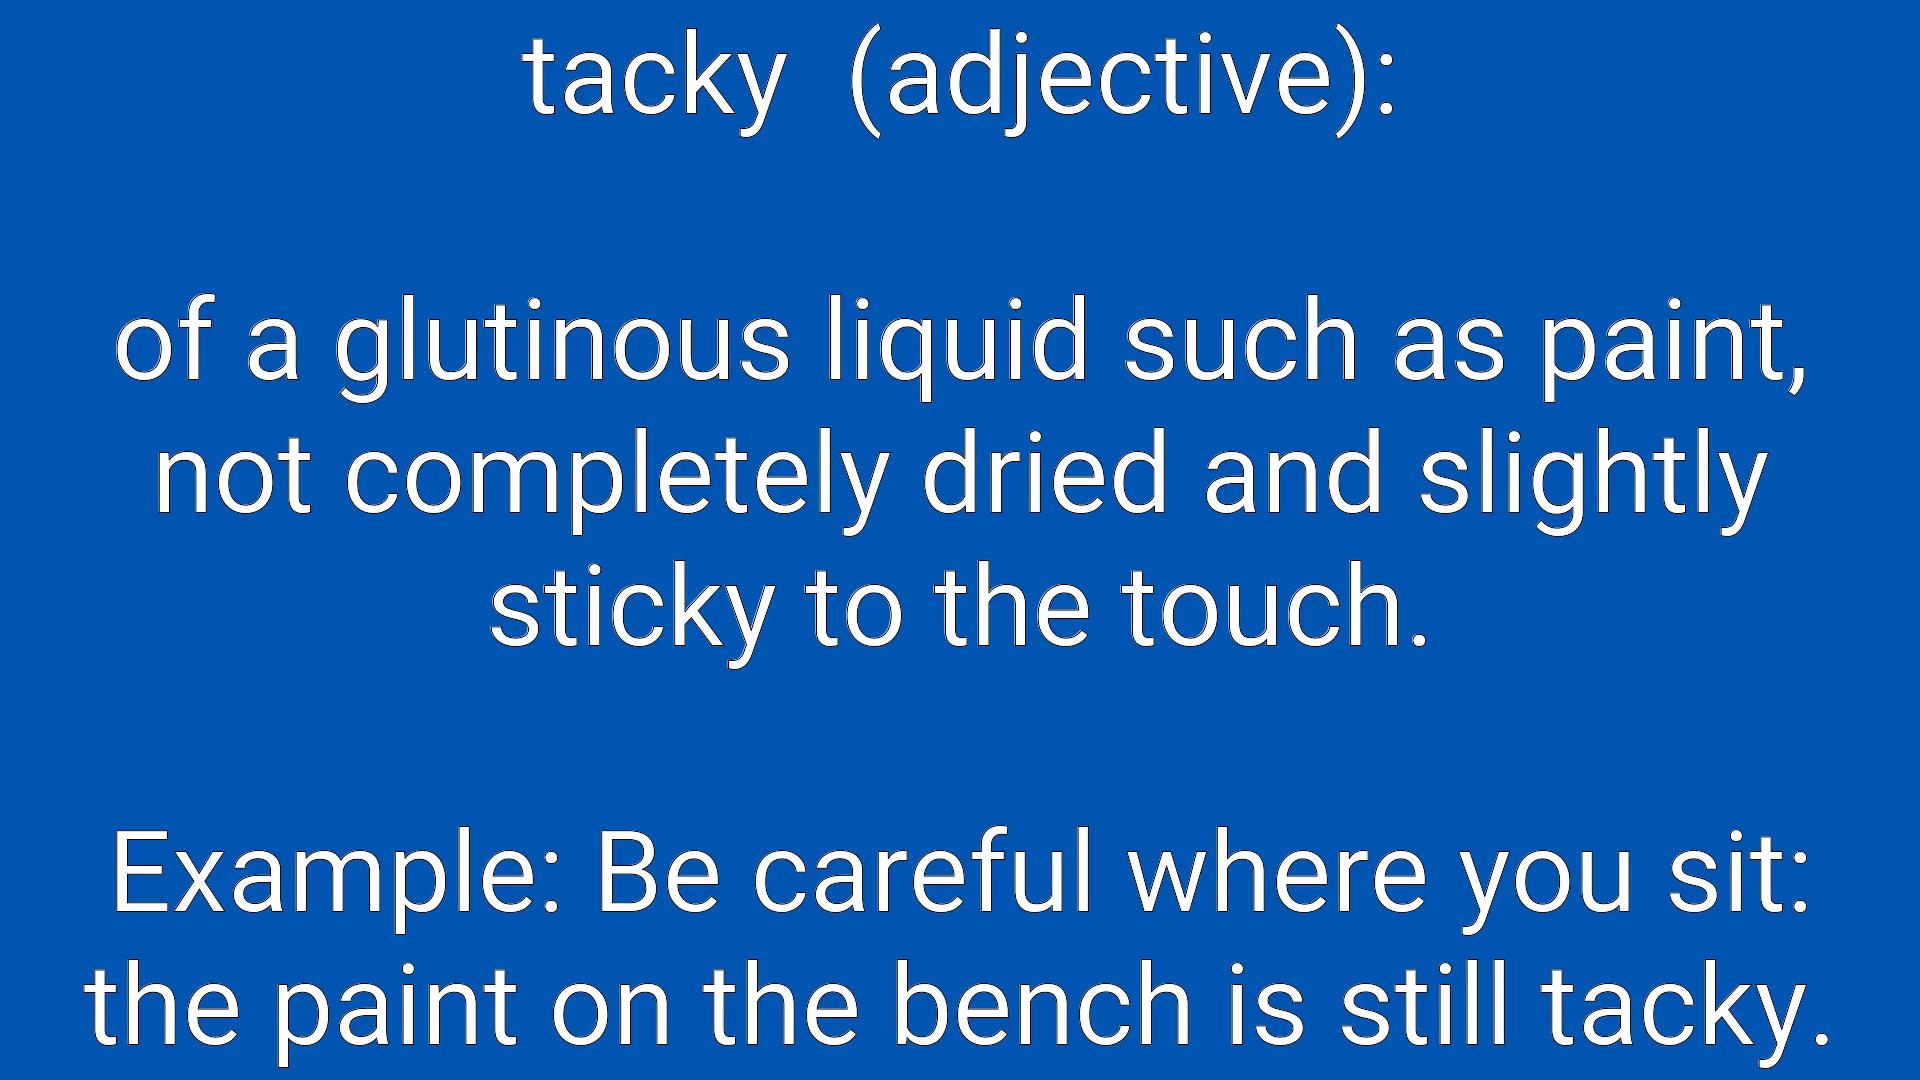 tacky  (adjective):
of a glutinous liquid such as paint,
not completely dried and slightly
sticky to the touch.
Example: Be careful where you sit:
the paint on the bench is still tacky.